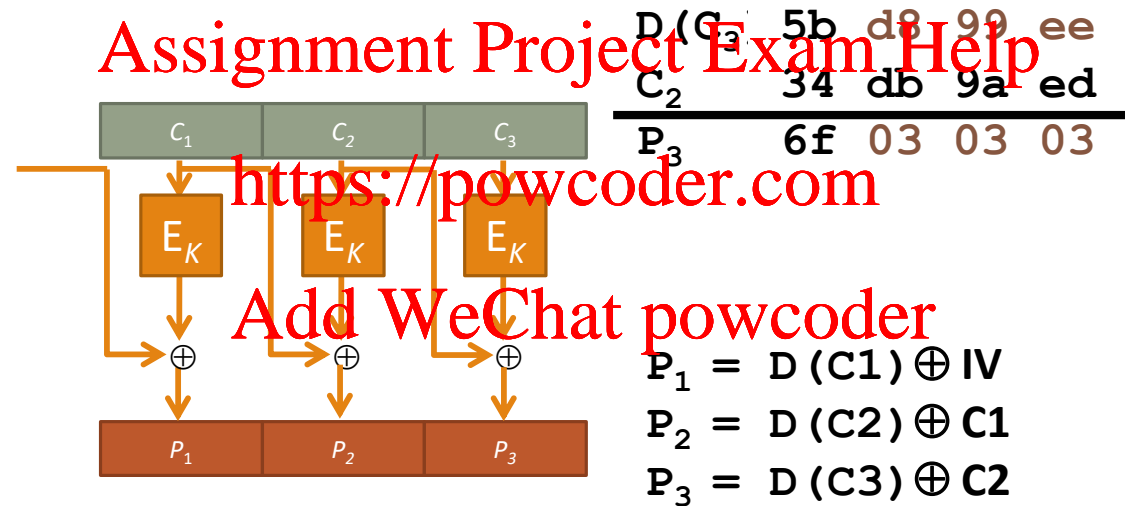 D(C3) 5b d8 99 ee
Assignment Project Exam Help
C2 34 db 9a ed
C1 C2 C3
P3 6f 03 03 03
https://powcoder.com
EK EK EK
Add WeChat powcoder
⊕ ⊕ ⊕
P1 = D(C1)⊕ IV
P2 = D(C2)⊕ C1
P1 P2 P3
P3 = D(C3)⊕ C2